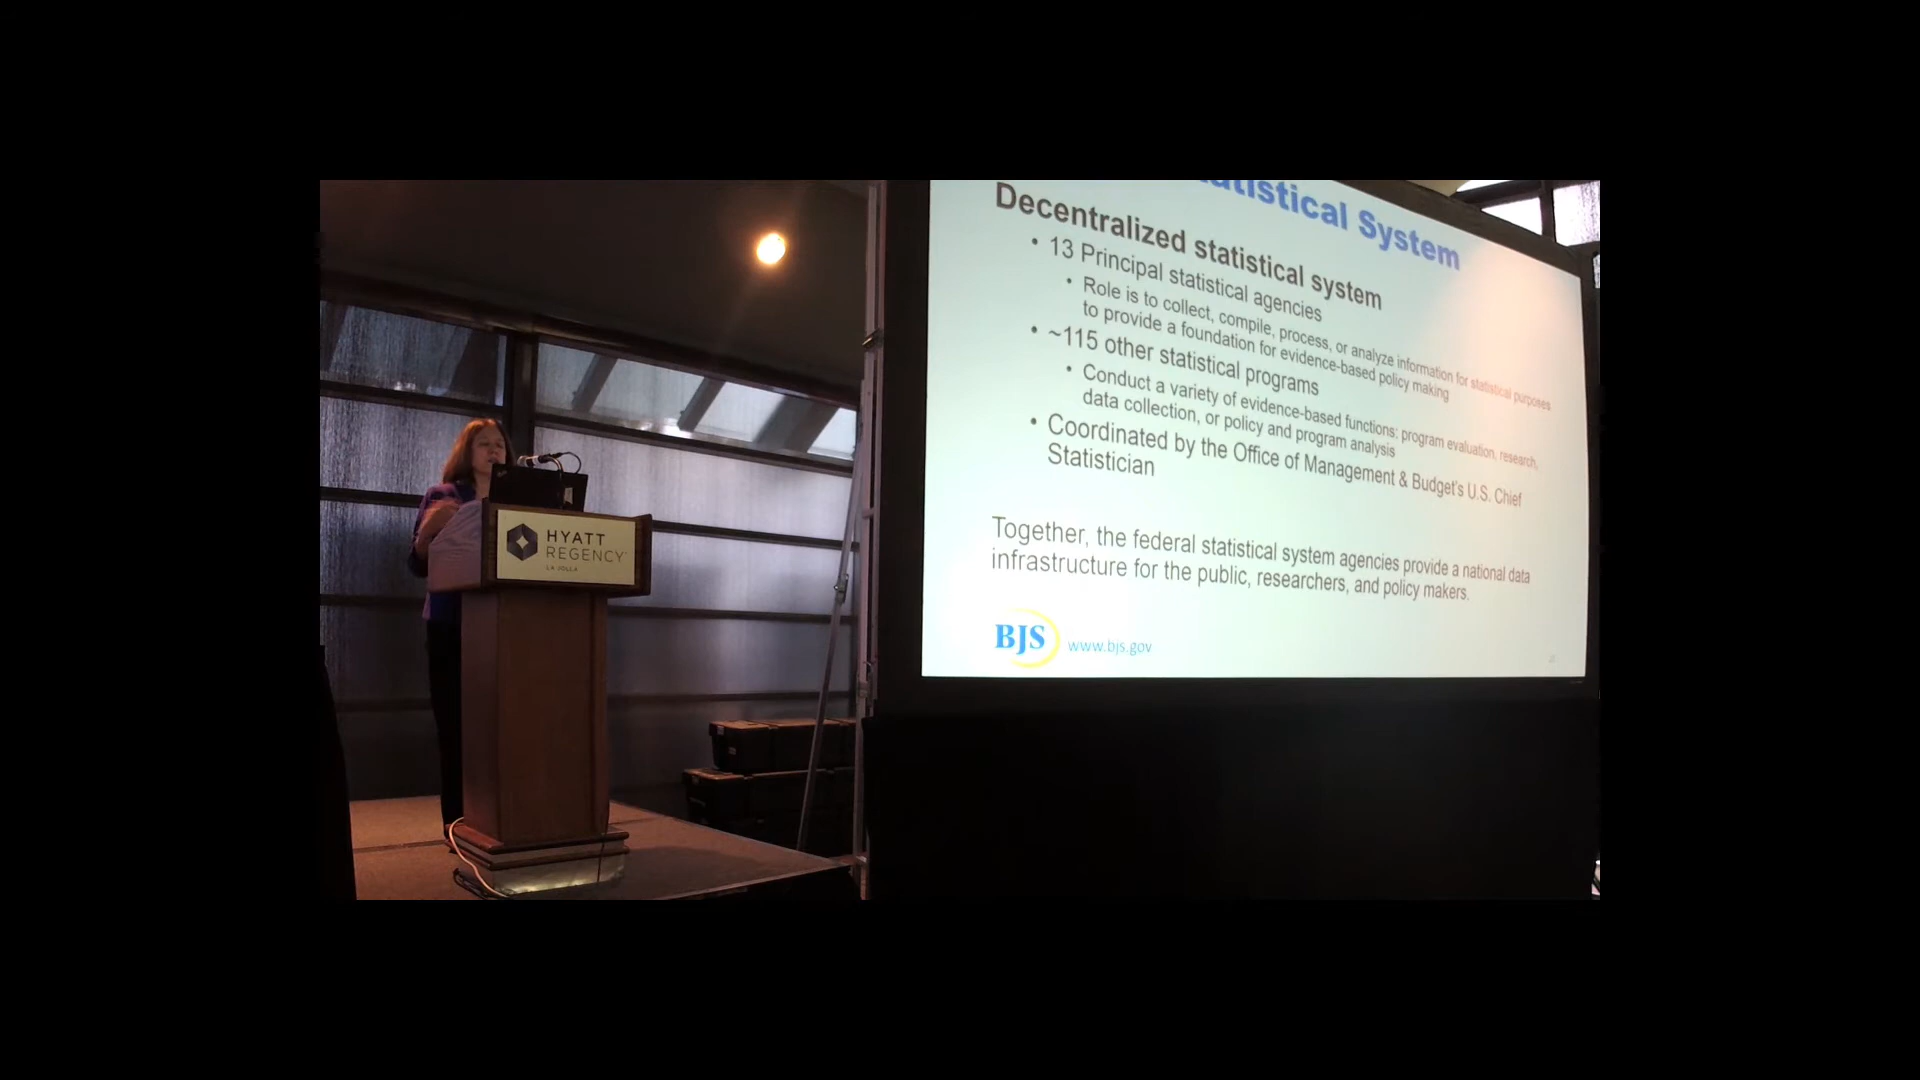 Statistical System
Decentralized statistical system
• 13 Principal statistical agencies
• Role is to collect, compile, process, or analyze information for statistical purposes
to provide a foundation for evidence-based policy making
• ~115 other statistical programs
• Conduct a variety of evidence-based functions: program evaluation, research,
data collection, or policy and program analysis
• Coordinated by the Office of Management & Budget's U.S. Chief
Statistician
Together, the federal statistical system agencies provide a national data
infrastructure for the public, researchers, and policy makers.
BJS www.bjs.gov
HYATT
REGENCY
LA JOLLA